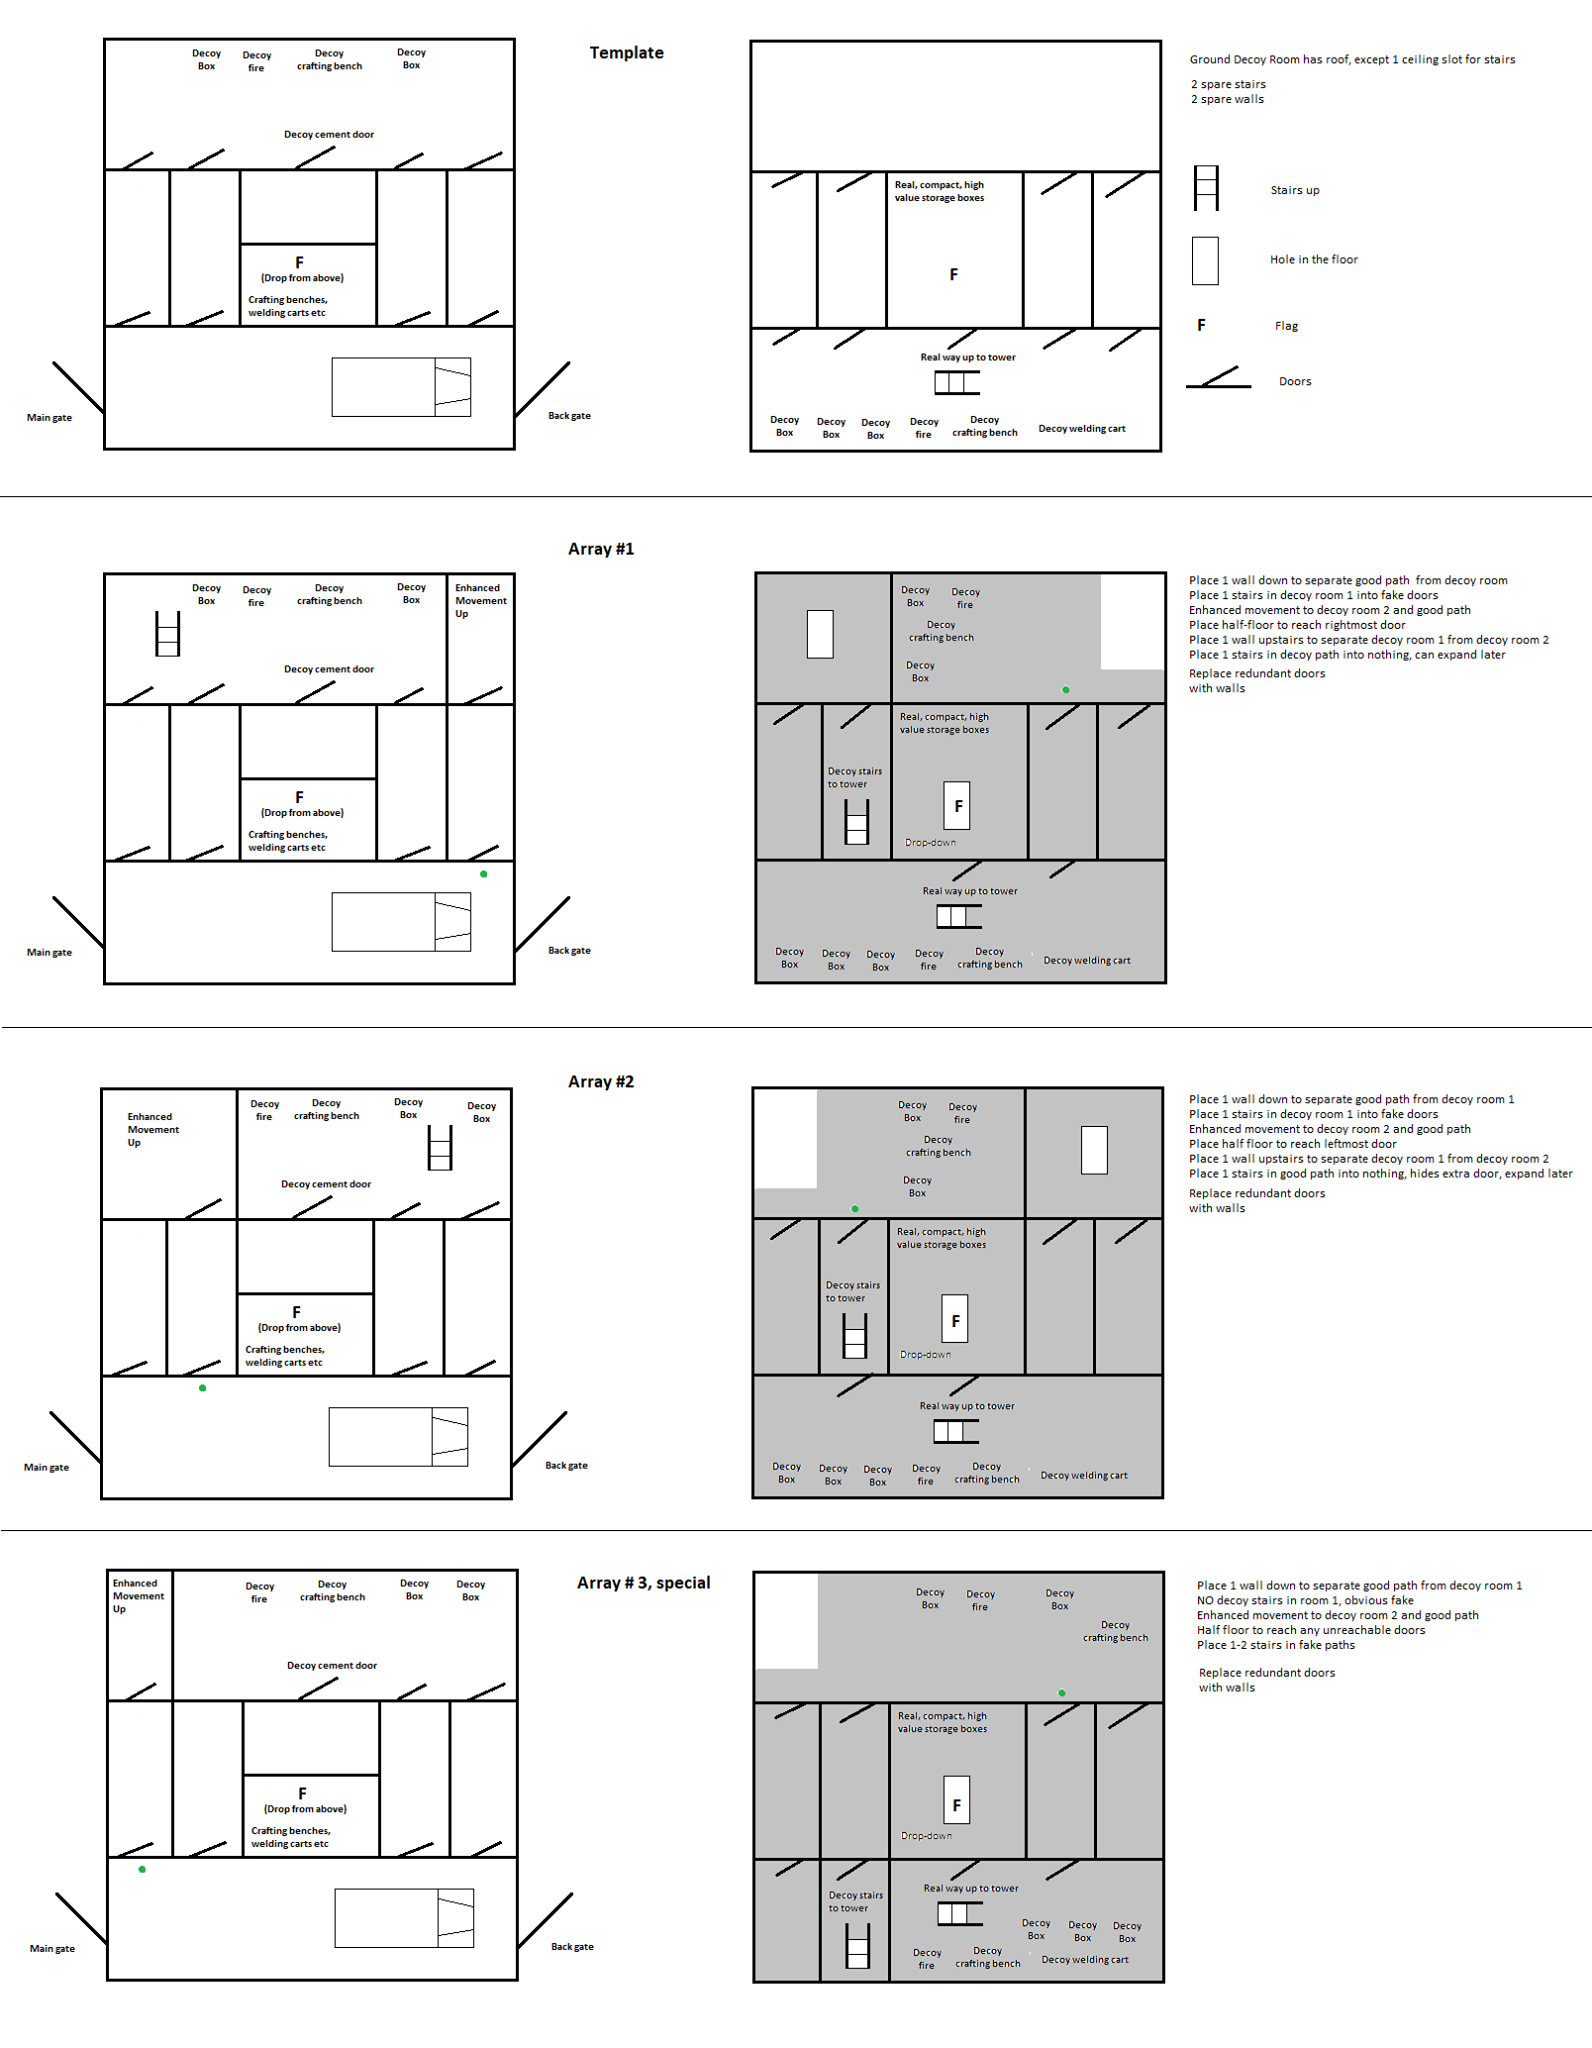 Template
Decoy
Box
Decoy
fire
Decoy
crafting bench
Decoy
Box
Decoy cement door
F
(Drop from above)
Crafting benches,
welding carts etc
Main gate
Back gate
Real, compact, high
value storage boxes
F
Real way up to tower
Decoy
Box
Decoy
Box
Decoy
Box
Decoy
fire
Decoy
crafting bench
Decoy welding cart
Ground Decoy Room has roof, except 1 ceiling slot for stairs
2 spare stairs
2 spare walls
Stairs up
Hole in the floor
F
Flag
Doors
Array #1
Decoy
Box
Decoy
fire
Decoy
crafting bench
Decoy
Box
Enhanced
Movement
Up
Decoy cement door
F
(Drop from above)
Crafting benches,
welding carts etc
Main gate
Back gate
Decoy
Box
Decoy
fire
Decoy
crafting bench
Decoy
Box
Real, compact, high
value storage boxes
Decoy stairs
to tower
F
Drop-down
Real way up to tower
Decoy
Box
Decoy
Box
Decoy
Box
Decoy
fire
Decoy
crafting bench
Decoy welding cart
Place 1 wall down to separate good path from decoy room
Place 1 stairs in decoy room 1 into fake doors
Enhanced movement to decoy room 2 and good path
Place half-floor to reach rightmost door
Place 1 wall upstairs to separate decoy room 1 from decoy room 2
Place 1 stairs in decoy path into nothing, can expand later
Replace redundant doors
with walls
Array #2
Enhanced
Movement
Up
Decoy
fire
Decoy
crafting bench
Decoy
Box
Decoy
Box
Decoy cement door
F
(Drop from above)
Crafting benches,
welding carts etc
Main gate
Back gate
Decoy
Box
Decoy
fire
Decoy
crafting bench
Decoy
Box
Real, compact, high
value storage boxes
Decoy stairs
to tower
F
Drop-down
Real way up to tower
Decoy
Box
Decoy
Box
Decoy
Box
Decoy
fire
Decoy
crafting bench
Decoy welding cart
Place 1 wall down to separate good path from decoy room 1
Place 1 stairs in decoy room 1 into fake doors
Enhanced movement to decoy room 2 and good path
Place half floor to reach leftmost door
Place 1 wall upstairs to separate decoy room 1 from decoy room 2
Place 1 stairs in good path into nothing, hides extra door, expand later
Replace redundant doors
with walls
Array # 3, special
Enhanced
Movement
Up
Decoy
fire
Decoy
crafting bench
Decoy
Box
Decoy
Box
Decoy cement door
F
(Drop from above)
Crafting benches,
welding carts etc
Main gate
Back gate
Decoy
Box
Decoy
fire
Decoy
Box
Decoy
crafting bench
Real, compact, high
value storage boxes
F
Drop-down
Decoy stairs
to tower
Real way up to tower
Decoy
Box
Decoy
Box
Decoy
Box
Decoy
fire
Decoy
crafting bench
Decoy welding cart
Place 1 wall down to separate good path from decoy room 1
NO decoy stairs in room 1, obvious fake
Enhanced movement to decoy room 2 and good path
Half floor to reach any unreachable doors
Place 1-2 stairs in fake paths
Replace redundant doors
with walls